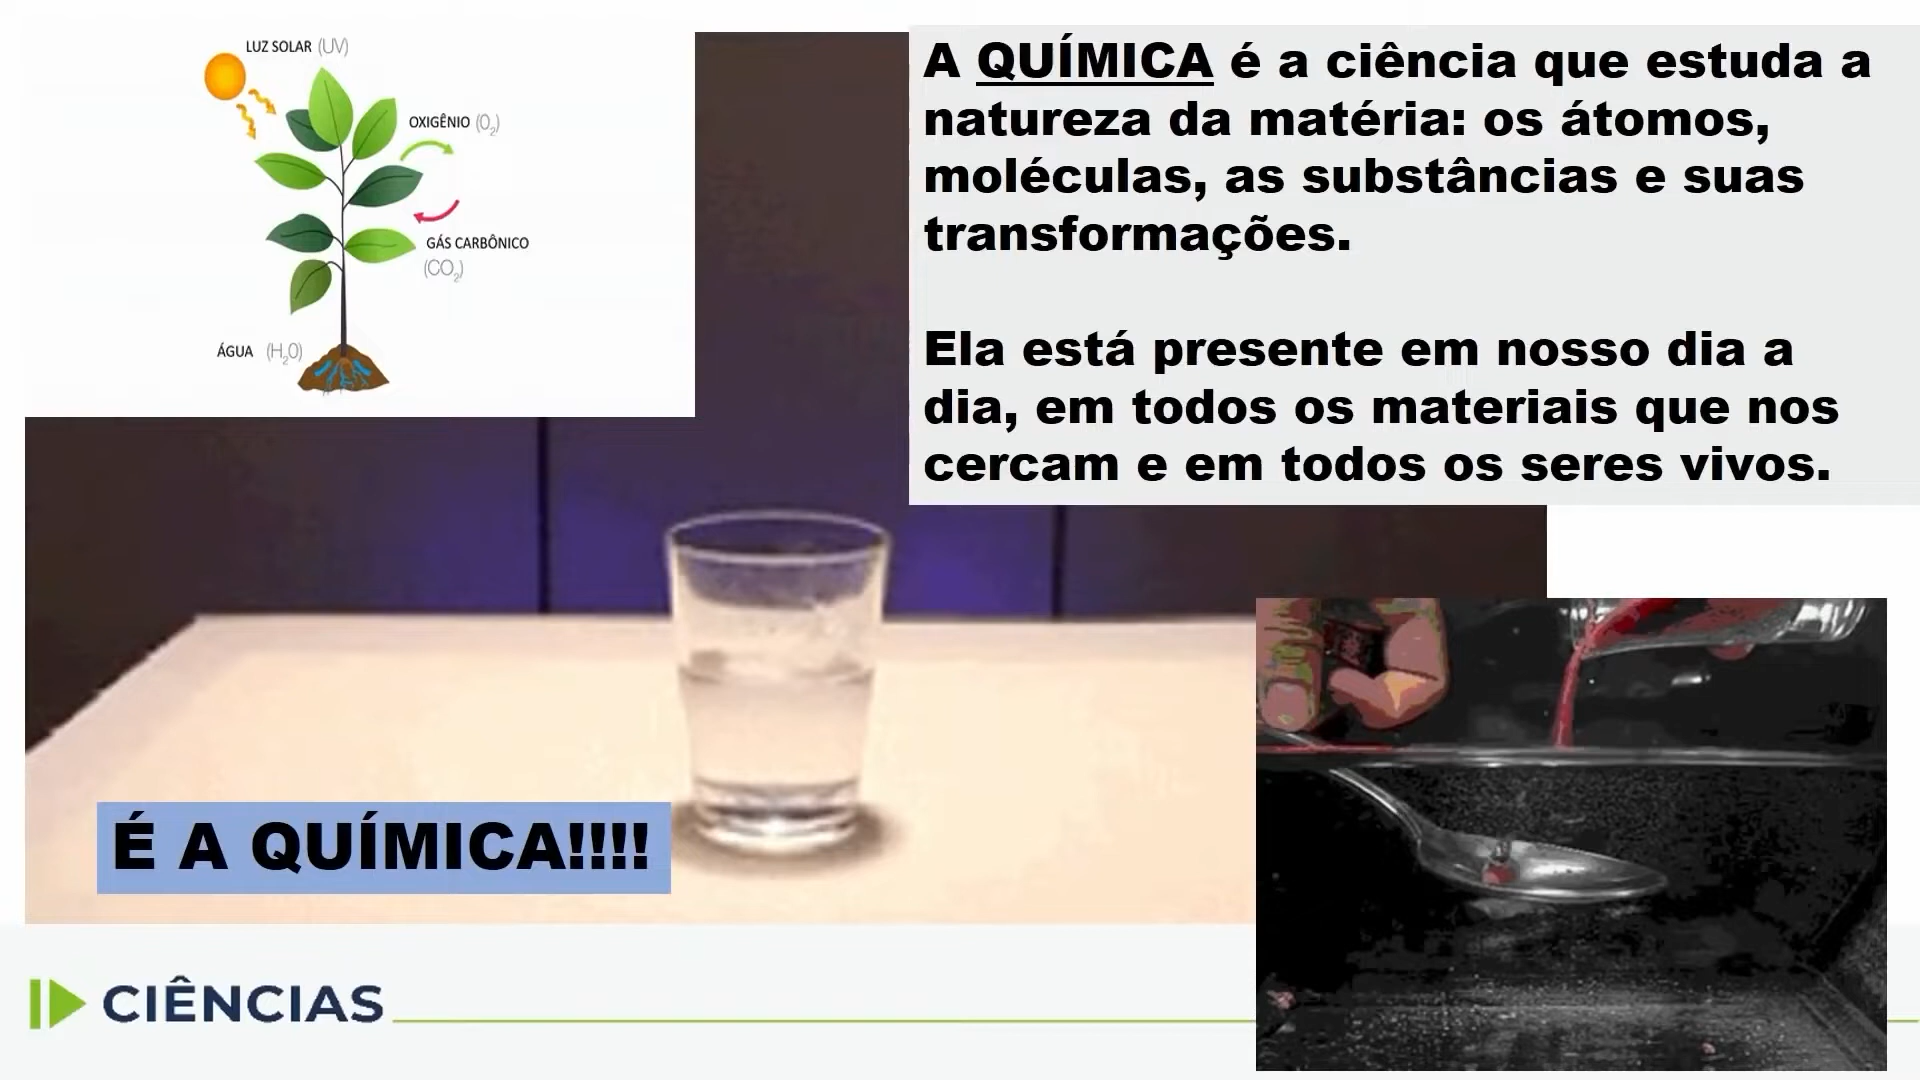 LUZ SOLAR (UV)
OXIGÊNIO (O₂)
GÁS CARBÔNICO
(CO₂)
ÁGUA (H₂O)
A QUÍMICA é a ciência que estuda a
natureza da matéria: os átomos,
moléculas, as substâncias e suas
transformações.
Ela está presente em nosso dia a
dia, em todos os materiais que nos
cercam e em todos os seres vivos.
É A QUÍMICA!!!!
CIÊNCIAS